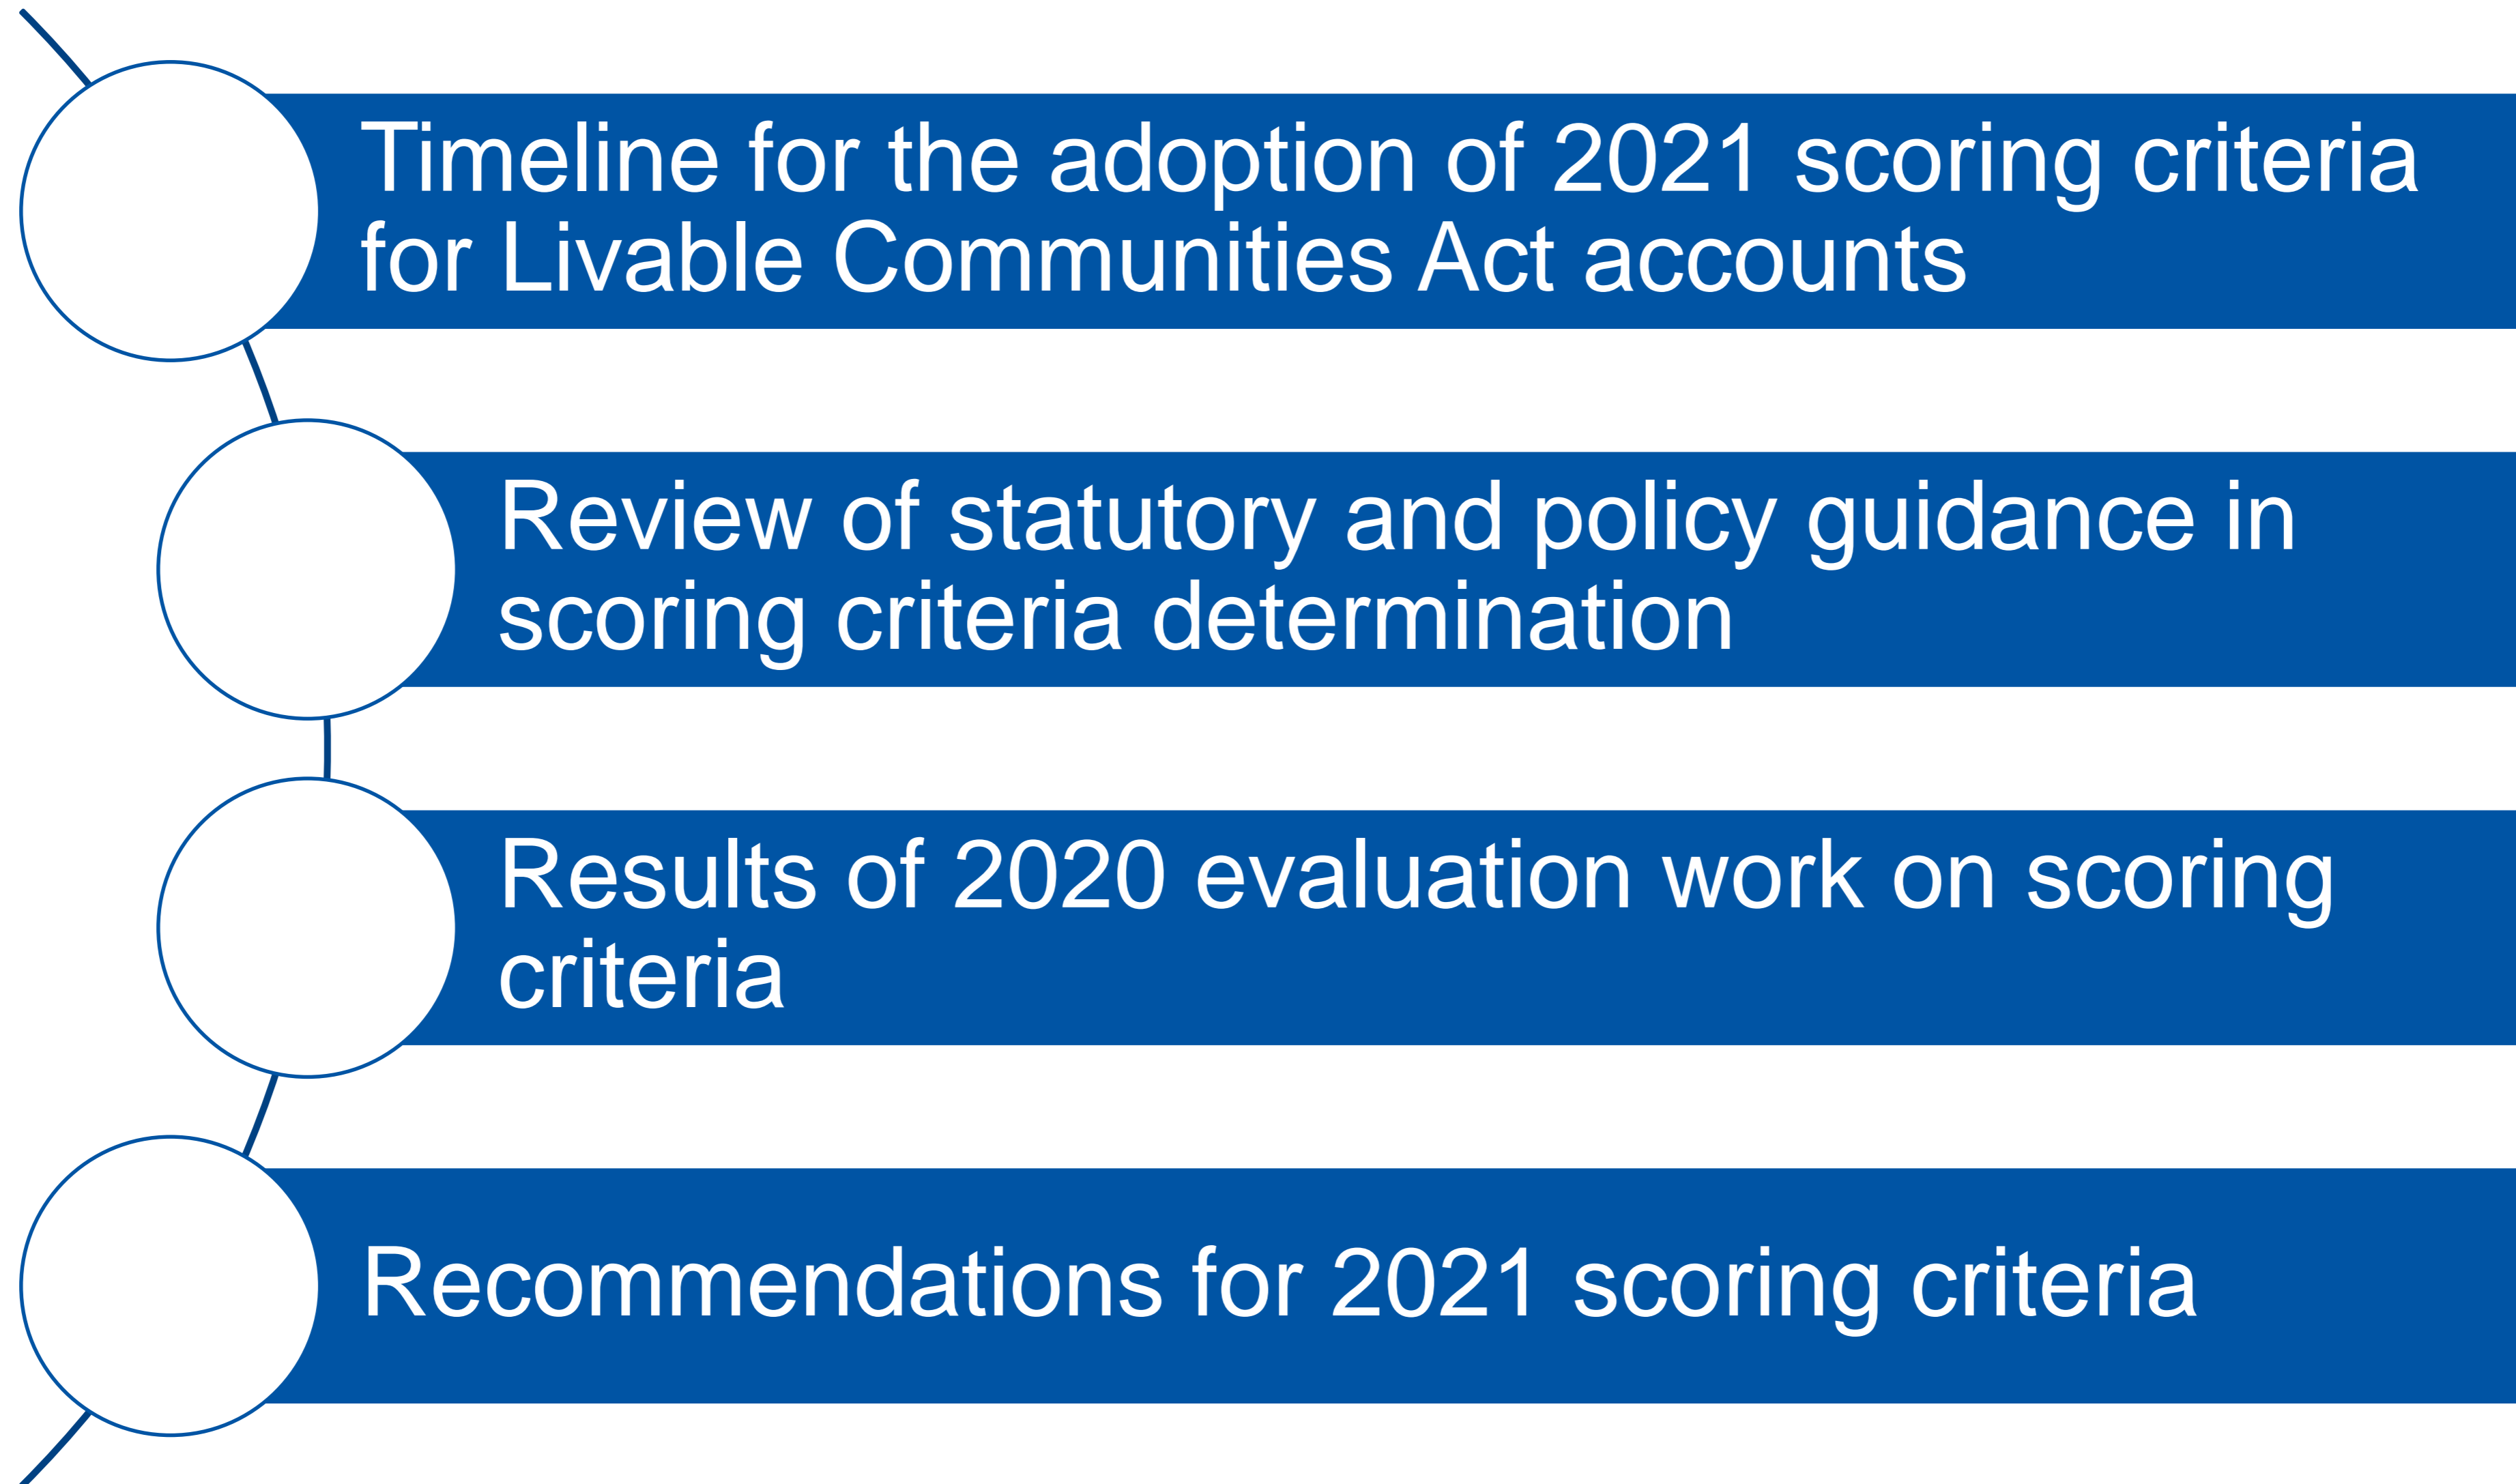 Timeline for the adoption of 2021 scoring criteria
for Livable Communities Act accounts
Review of statutory and policy guidance in
scoring criteria determination
Results of 2020 evaluation work on scoring
criteria
Recommendations for 2021 scoring criteria